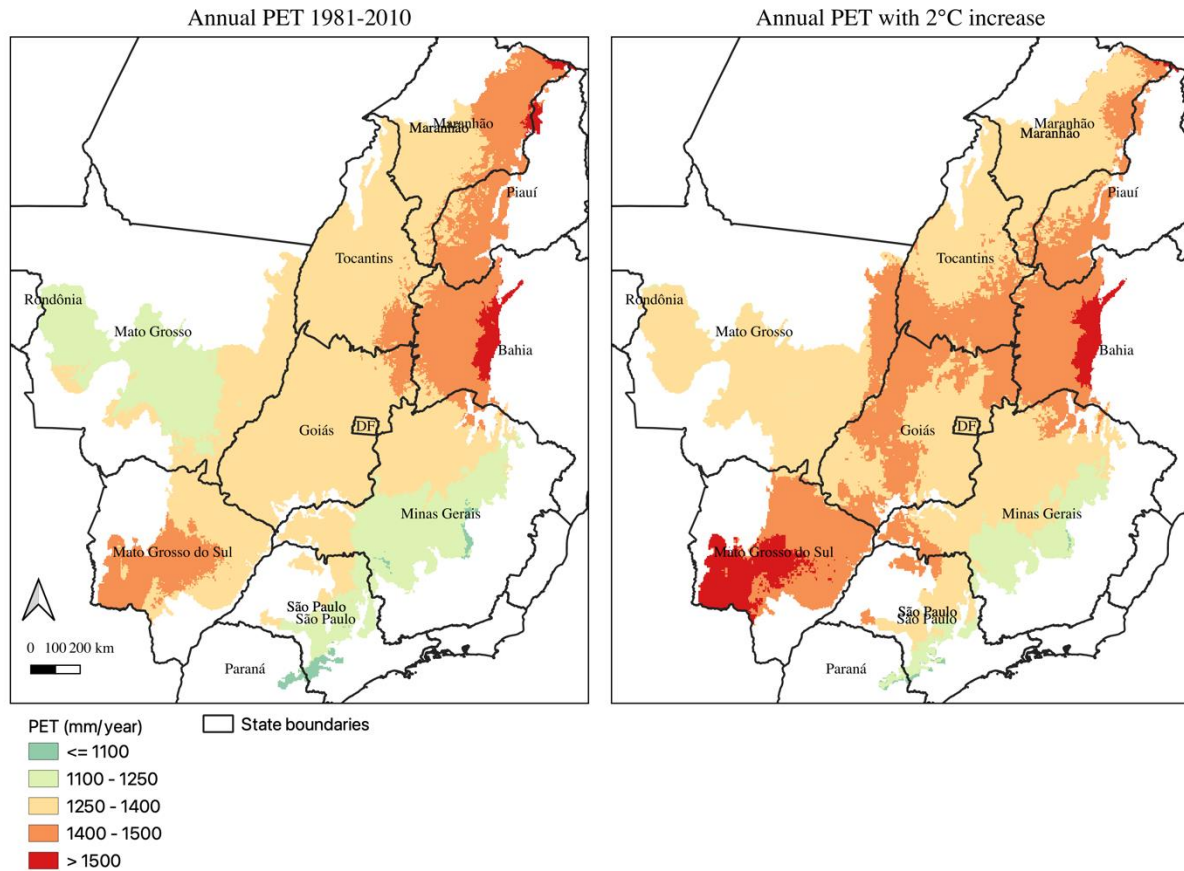 Annual PET 1981-2010
Annual PET with 2°C increase
Maranhão
Maranhão
Piauí
Tocantins
Rondônia
Mato Grosso
Bahia
Goiás
DF
Minas Gerais
Mato Grosso do Sul
São Paulo
São Paulo
Paraná
0 100 200 km
Maranhão
Maranhão
Piauí
Tocantins
Rondônia
Mato Grosso
Bahia
Goiás
DF
Minas Gerais
Mato Grosso do Sul
São Paulo
São Paulo
Paraná
PET (mm/year)
State boundaries
<= 1100
1100 - 1250
1250 - 1400
1400 - 1500
> 1500